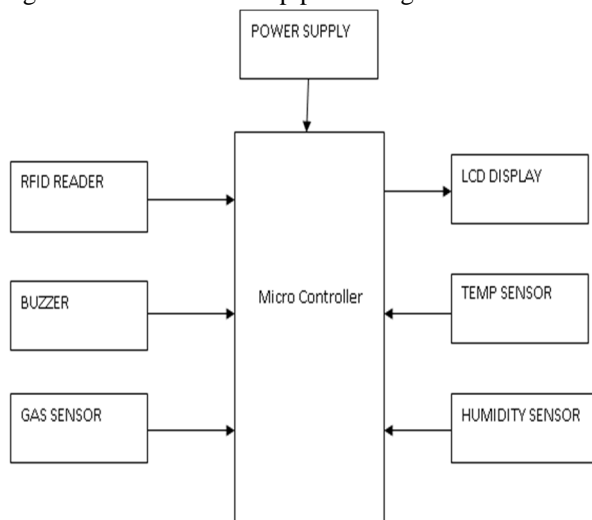 POWER SUPPLY
RFID READER
LCD DISPLAY
BUZZER
Micro Controller
TEMP SENSOR
GAS SENSOR
HUMIDITY SENSOR